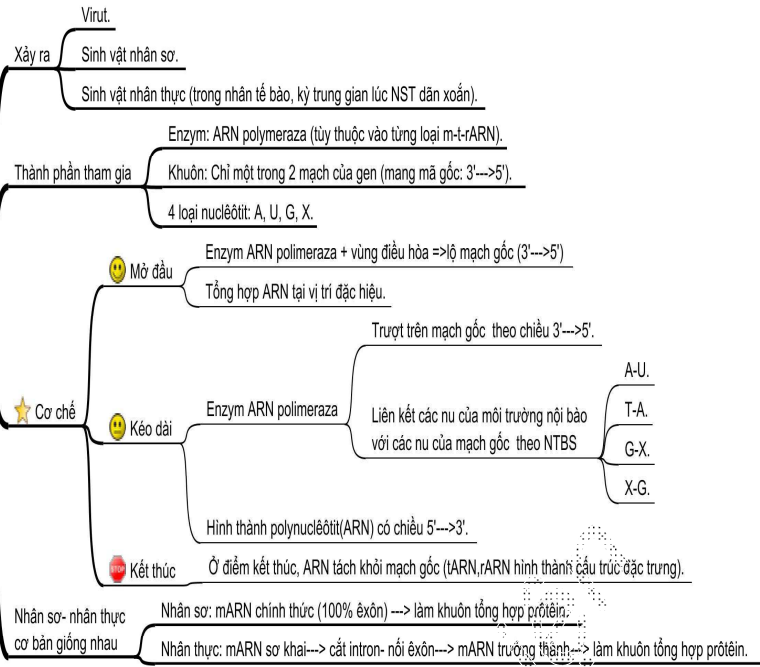 Virut.
Xảy ra
Sinh vật nhân sơ.
Sinh vật nhân thực (trong nhân tế bào, kỳ trung gian lúc NST dãn xoắn).
Enzym: ARN polymeraza (tùy thuộc vào từng loại m-t-rARN).
Thành phần tham gia
Khuôn: Chỉ một trong 2 mạch của gen (mang mã gốc: 3'--->5').
4 loại nuclêôtit: A, U, G, X.
Enzym ARN polimeraza + vùng điều hòa =>lộ mạch gốc (3'--->5')
Mở đầu
Tổng hợp ARN tại vị trí đặc hiệu.
Trượt trên mạch gốc theo chiều 3'--->5'.
A-U.
Cơ chế
Enzym ARN polimeraza
Kéo dài
Liên kết các nu của môi trường nội bào
với các nu của mạch gốc theo NTBS
T-A.
G-X.
X-G.
Hình thành polynuclêôtit(ARN) có chiều 5'--->3'.
STOP
Kết thúc
Ở điểm kết thúc, ARN tách khỏi mạch gốc (tARN,rARN hình thành cấu trúc đặc trưng).
Nhân sơ- nhân thực
cơ bản giống nhau
Nhân sơ: mARN chính thức (100% êxôn) ---> làm khuôn tổng hợp prôtêin.
Nhân thực: mARN sơ khai---> cắt intron- nối êxôn---> mARN trưởng thành---> làm khuôn tổng hợp prôtêin.